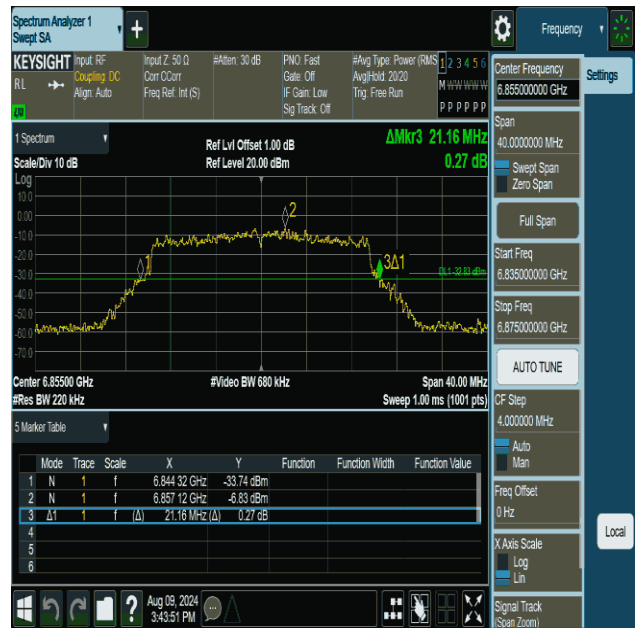 Spectrum Analyzer 1
Swept SA
+
Frequency
KEYSIGHT
RL
Input: RF
Coupling: DC
Align: Auto
Input Z: 50 Ω
Corr CCorr
Freq Ref: Int (S)
#Atten: 30 dB
PNO: Fast
Gate: Off
IF Gain: Low
Sig Track: Off
#Avg Type: Power (RMS
Avg|Hold: 20/20
Trig: Free Run
1 2 3 4 5 6
M W W W W W
P P P P P P
1 Spectrum
Scale/Div 10 dB
Ref Lvl Offset 1.00 dB
Ref Level 20.00 dBm
ΔMkr3 21.16 MHz
0.27 dB
Log
10.0
0.00
-10.0
-20.0
-30.0
-40.0
-50.0
-60.0
-70.0
1
2
3Δ1
DL1 -32.83 dBm
Center 6.85500 GHz
#Res BW 220 kHz
#Video BW 680 kHz
Span 40.00 MHz
Sweep 1.00 ms (1001 pts)
5 Marker Table
Mode Trace Scale X Y Function Function Width Function Value
1 N 1 f 6.844 32 GHz -33.74 dBm
2 N 1 f 6.857 12 GHz -6.83 dBm
3 Δ1 1 f (Δ) 21.16 MHz (Δ) 0.27 dB
4
5
6
Aug 09, 2024
3:43:51 PM
?
Center Frequency
6.855000000 GHz
Settings
Span
40.0000000 MHz
Swept Span
Zero Span
Full Span
Start Freq
6.835000000 GHz
Stop Freq
6.875000000 GHz
AUTO TUNE
CF Step
4.000000 MHz
Auto
Man
Freq Offset
0 Hz
X Axis Scale
Log
Lin
Signal Track
(Span Zoom)
Local